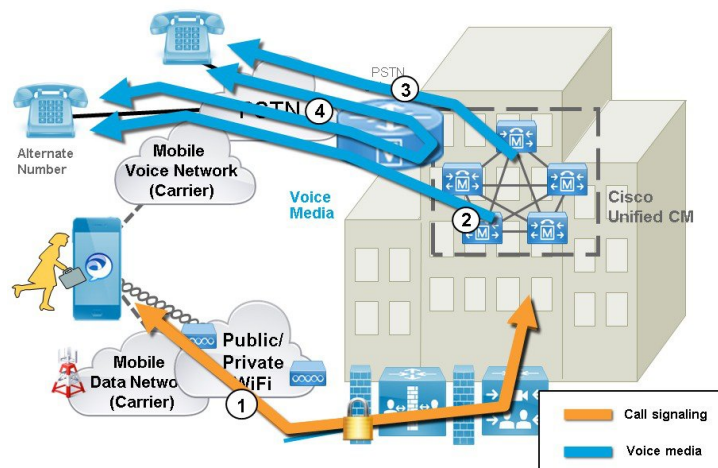 PSTN
3
PSTN
4
Alternate
Number
Mobile
Voice Network
(Carrier)
Voice
Media
V
M
M
M
M
M
2
Cisco
Unified CM
Public/
Private
WiFi
Mobile
Data Netwo
(Carrier)
1
Call signaling
Voice media